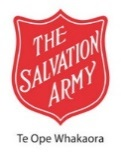 THE
SALVATION
ARMY
Te Ope Whakaora